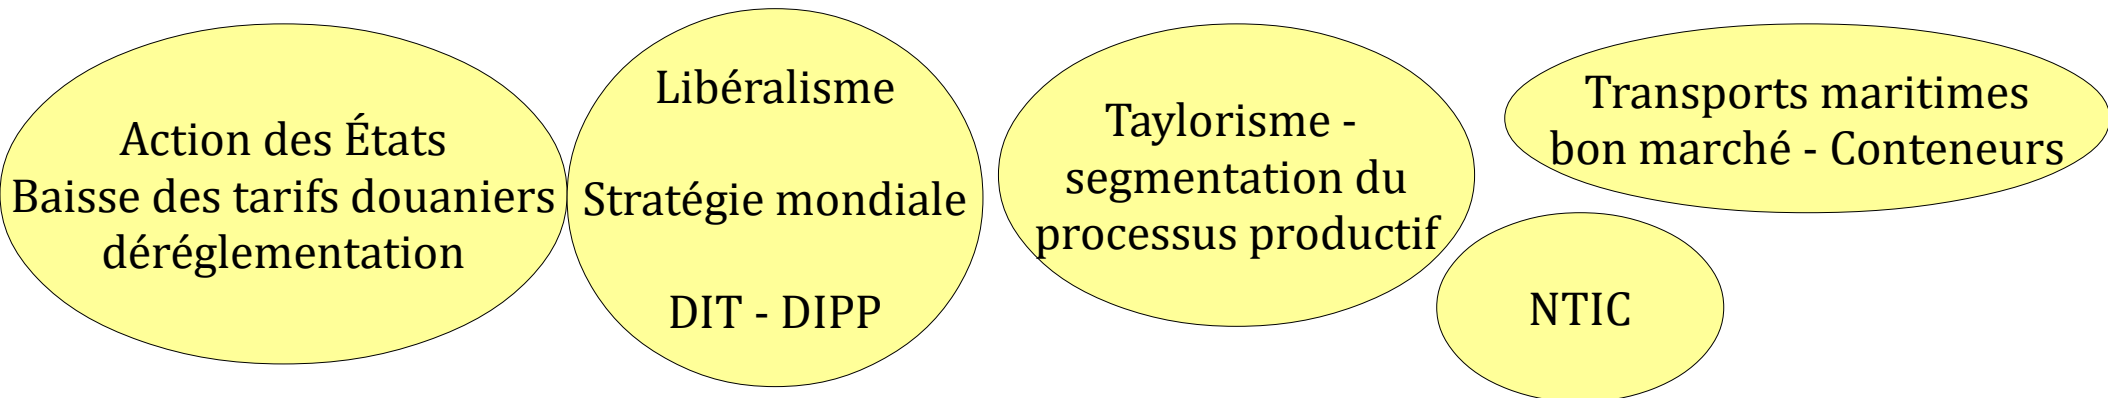 Action des États
Baisse des tarifs douaniers
déréglementation
Libéralisme
Stratégie mondiale
DIT - DIPP
Taylorisme -
segmentation du
processus productif
Transports maritimes
bon marché - Conteneurs
NTIC